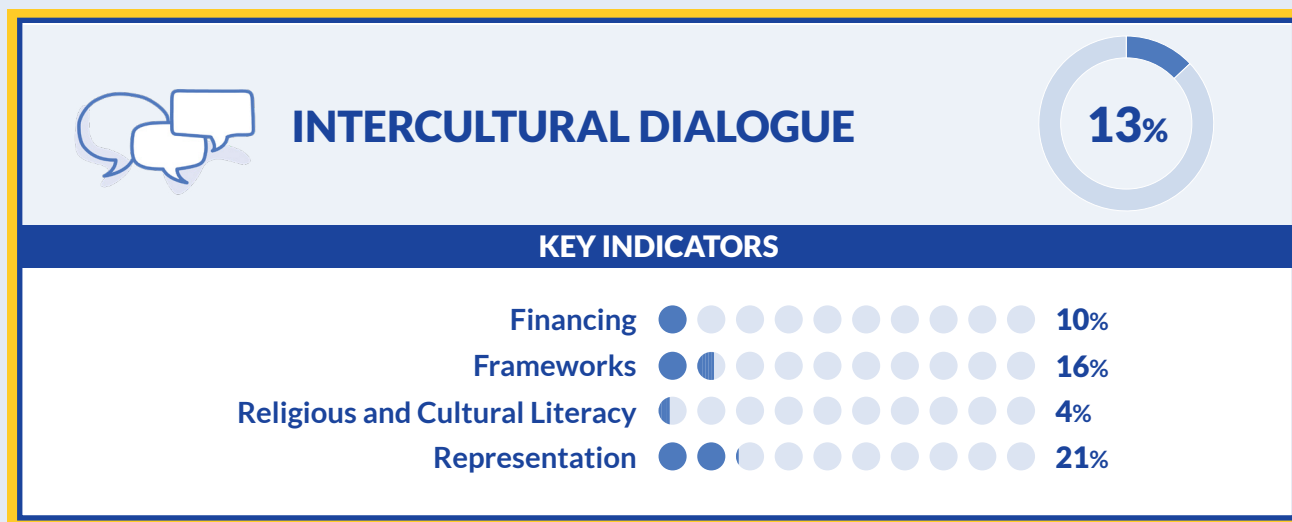 INTERCULTURAL DIALOGUE
13%
KEY INDICATORS
Financing 10%
Frameworks 16%
Religious and Cultural Literacy 4%
Representation 21%